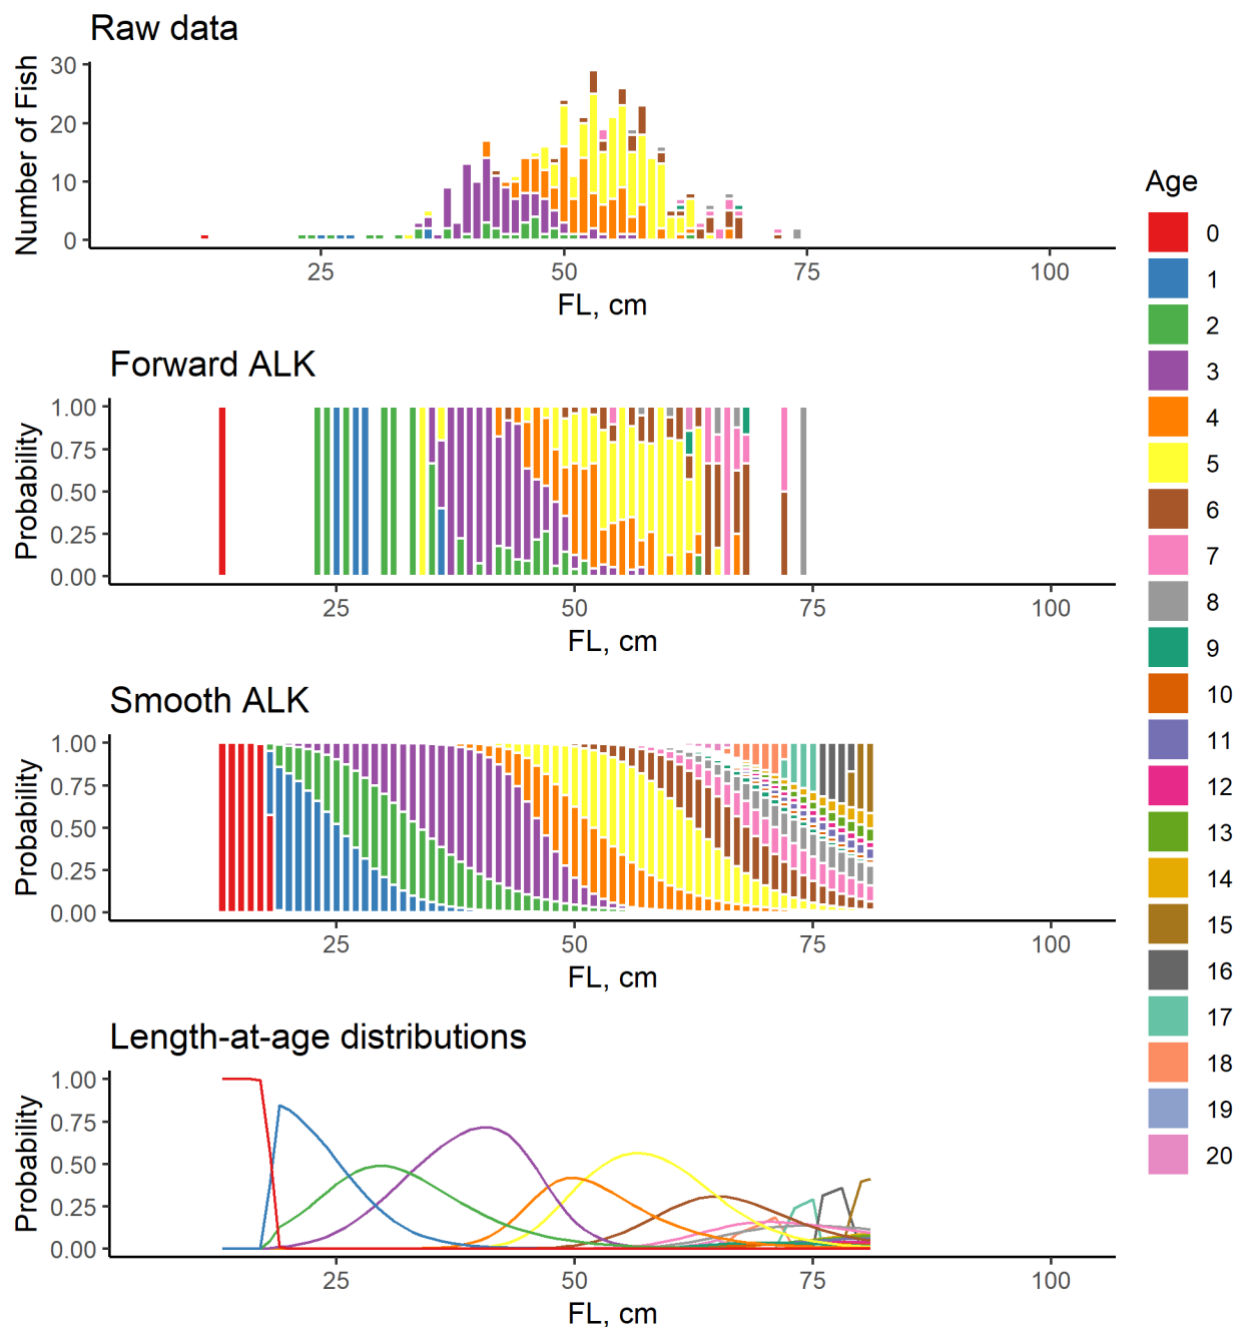 Raw data
Number of Fish
30
20
10
0
25 50 75 100
FL, cm
Forward ALK
Probability
1.00
0.75
0.50
0.25
0.00
25 50 75 100
FL, cm
Smooth ALK
Probability
1.00
0.75
0.50
0.25
0.00
25 50 75 100
FL, cm
Length-at-age distributions
Probability
1.00
0.75
0.50
0.25
0.00
25 50 75 100
FL, cm
Age
0
1
2
3
4
5
6
7
8
9
10
11
12
13
14
15
16
17
18
19
20